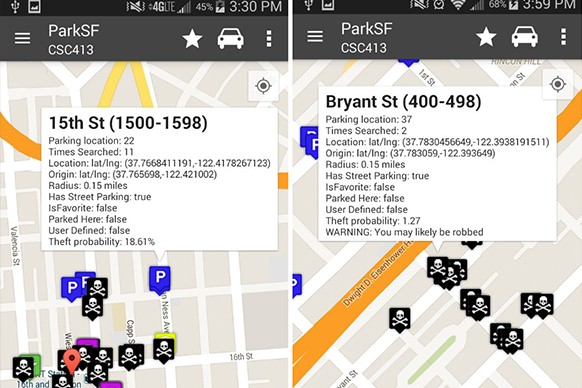 4G LTE 45% 3:30 PM
ParkSF
CSC413
15th St (1500-1598)
Parking location: 22
Times Searched: 11
Location: lat/lng: (37.7668411191,-122.4178267123)
Origin: lat/lng: (37.765698,-122.421002)
Radius: 0.15 miles
Has Street Parking: true
IsFavorite: false
Parked Here: false
User Defined: false
Theft probability: 18.61%
Valencia St
P
P
P
n Ness Ave
Capp S
16th St
16th and
68% 3:59 PM
ParkSF
CSC413
RINCON HILL
1st St
Bryant St (400-498)
Parking location: 37
Times Searched: 2
Location: lat/lng: (37.7830456649,-122.3938191511)
Origin: lat/lng: (37.783059,-122.393649)
Radius: 0.15 miles
Has Street Parking: true
IsFavorite: false
Parked Here: false
User Defined: false
Theft probability: 1.27
WARNING: You may likely be robbed
Dwight D. Eisenhower H
Bryant St